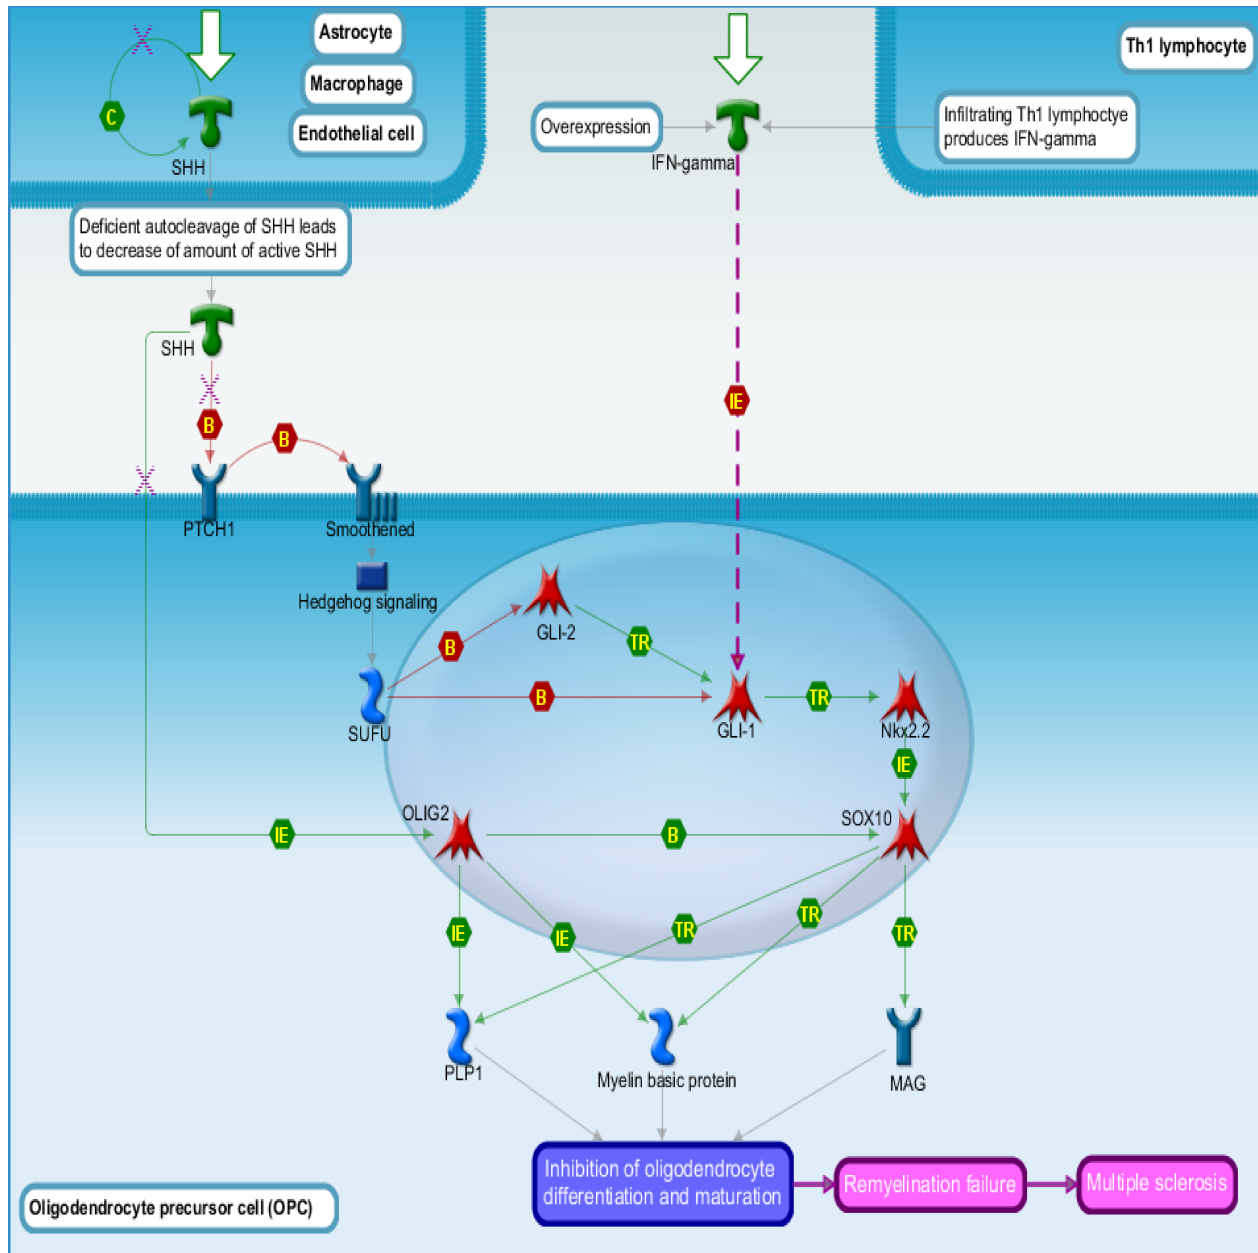 Astrocyte
Macrophage
Endothelial cell
Th1 lymphocyte
C
SHH
Overexpression
IFN-gamma
Infiltrating Th1 lymphoctye
produces IFN-gamma
Deficient autocleavage of SHH leads
to decrease of amount of active SHH
SHH
IE
B
B
PTCH1
Smoothened
Hedgehog signaling
GLI-2
B
TR
B
TR
SUFU
GLI-1
Nkx2.2
IE
OLIG2
SOX10
IE
B
IE
IE
TR
TR
TR
PLP1
Myelin basic protein
MAG
Inhibition of oligodendrocyte
differentiation and maturation
Remyelination failure
Multiple sclerosis
Oligodendrocyte precursor cell (OPC)